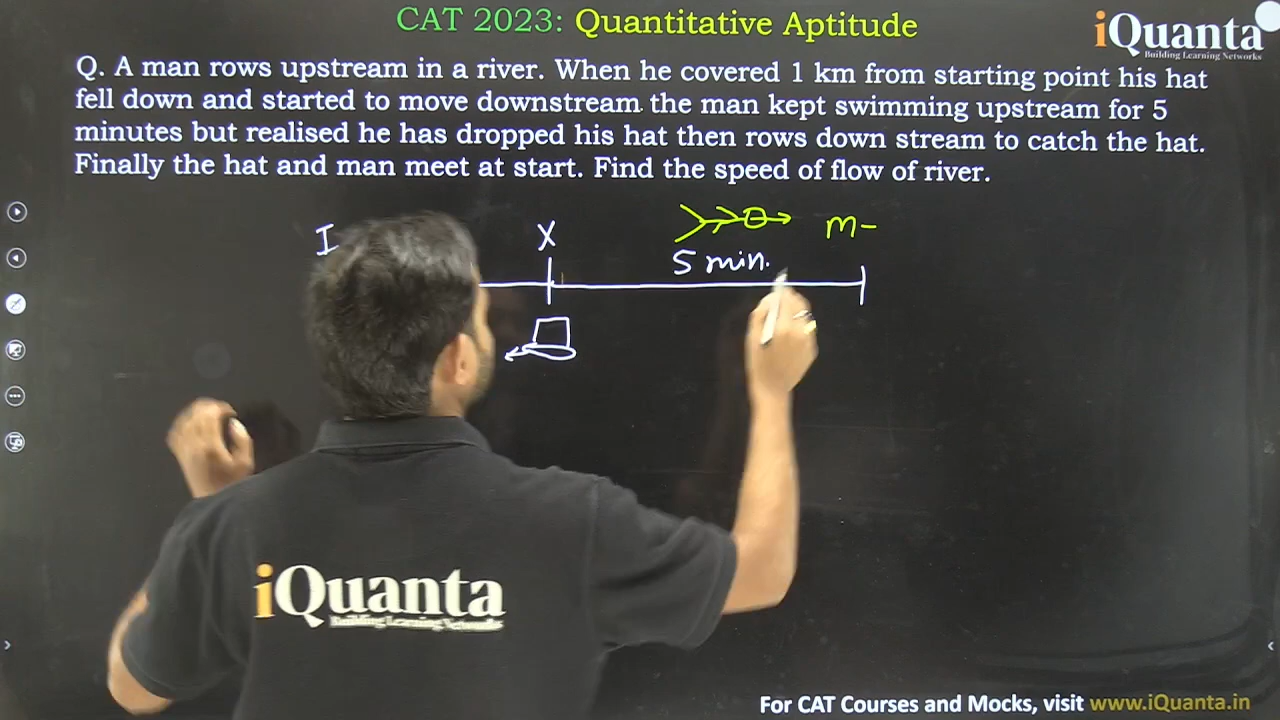 CAT 2023: Quantitative Aptitude
iQuanta
Building Learning Networks
Q. A man rows upstream in a river. When he covered 1 km from starting point his hat
fell down and started to move downstream the man kept swimming upstream for 5
minutes but realised he has dropped his hat then rows down stream to catch the hat.
Finally the hat and man meet at start. Find the speed of flow of river.
I
X
5 min.
m-
iQuanta
Building Learning Networks
For CAT Courses and Mocks, visit www.iQuanta.in